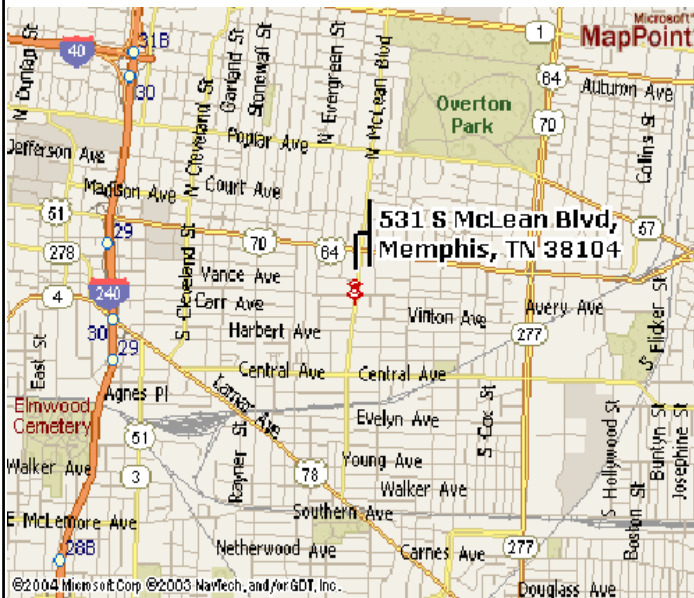 Microsoft
MapPoint
40
31B
30
1
N Dunlap St
Garland St
Stonewal St
N Cleveland St
N Evergreen St
N McLean Blvd
64
Autumn Ave
Overton
Park
70
Collins St
Poplar Ave
Jefferson Ave
Madison Ave
Court Ave
51
29
278
70
64
531 S McLean Blvd,
Memphis, TN 38104
57
Vance Ave
4
240
Carr Ave
S Cleveland St
Vinton Ave
Avery Ave
30
Harbert Ave
277
S Flicker St
29
East St
Central Ave
Central Ave
Agnes Pl
Lamar Ave
Elmwood
Cemetery
Evelyn Ave
S Cox St
51
Rayner St
Young Ave
S Hollywood St
Buntyn St
Josephine St
Walker Ave
3
78
Walker Ave
Boston St
Southern Ave
E McLemore Ave
28B
Netherwood Ave
Carnes Ave
277
©2004 Microsoft Corp ©2003 NavTech, and/or GDT, Inc.
Douglass Ave